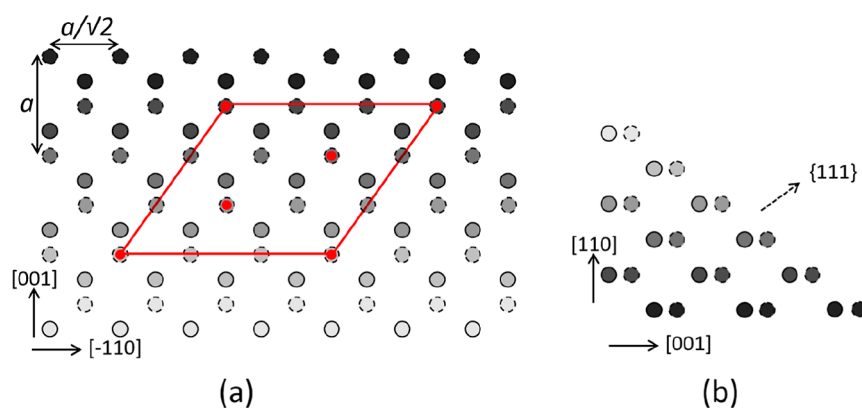 a/√2
a
[001]
[-110]
(a)
{111}
[110]
[001]
(b)